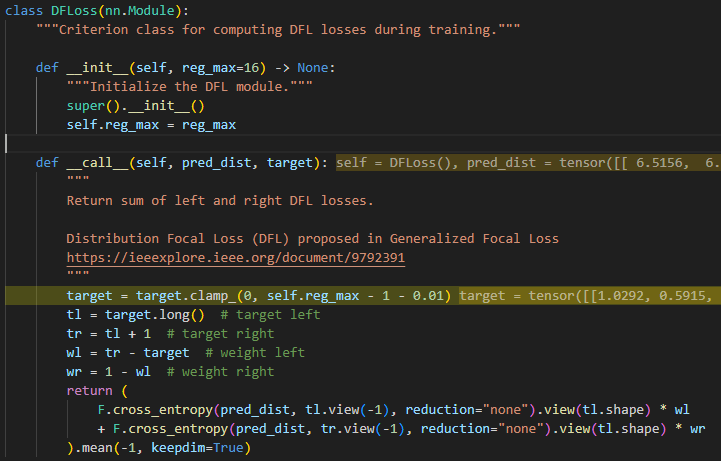 class DFLoss(nn.Module):
    """Criterion class for computing DFL losses during training."""
    def __init__(self, reg_max=16) -> None:
        """Initialize the DFL module."""
        super().__init__()
        self.reg_max = reg_max
    def __call__(self, pred_dist, target): self = DFLoss(), pred_dist = tensor([[ 6.5156,  6.
        """
        Return sum of left and right DFL losses.
        Distribution Focal Loss (DFL) proposed in Generalized Focal Loss
        https://ieeexplore.ieee.org/document/9792391
        """
        target = target.clamp_(0, self.reg_max - 1 - 0.01) target = tensor([[1.0292, 0.5915,
        tl = target.long()  # target left
        tr = tl + 1  # target right
        wl = tr - target  # weight left
        wr = 1 - wl  # weight right
        return (
            F.cross_entropy(pred_dist, tl.view(-1), reduction="none").view(tl.shape) * wl
            + F.cross_entropy(pred_dist, tr.view(-1), reduction="none").view(tl.shape) * wr
        ).mean(-1, keepdim=True)